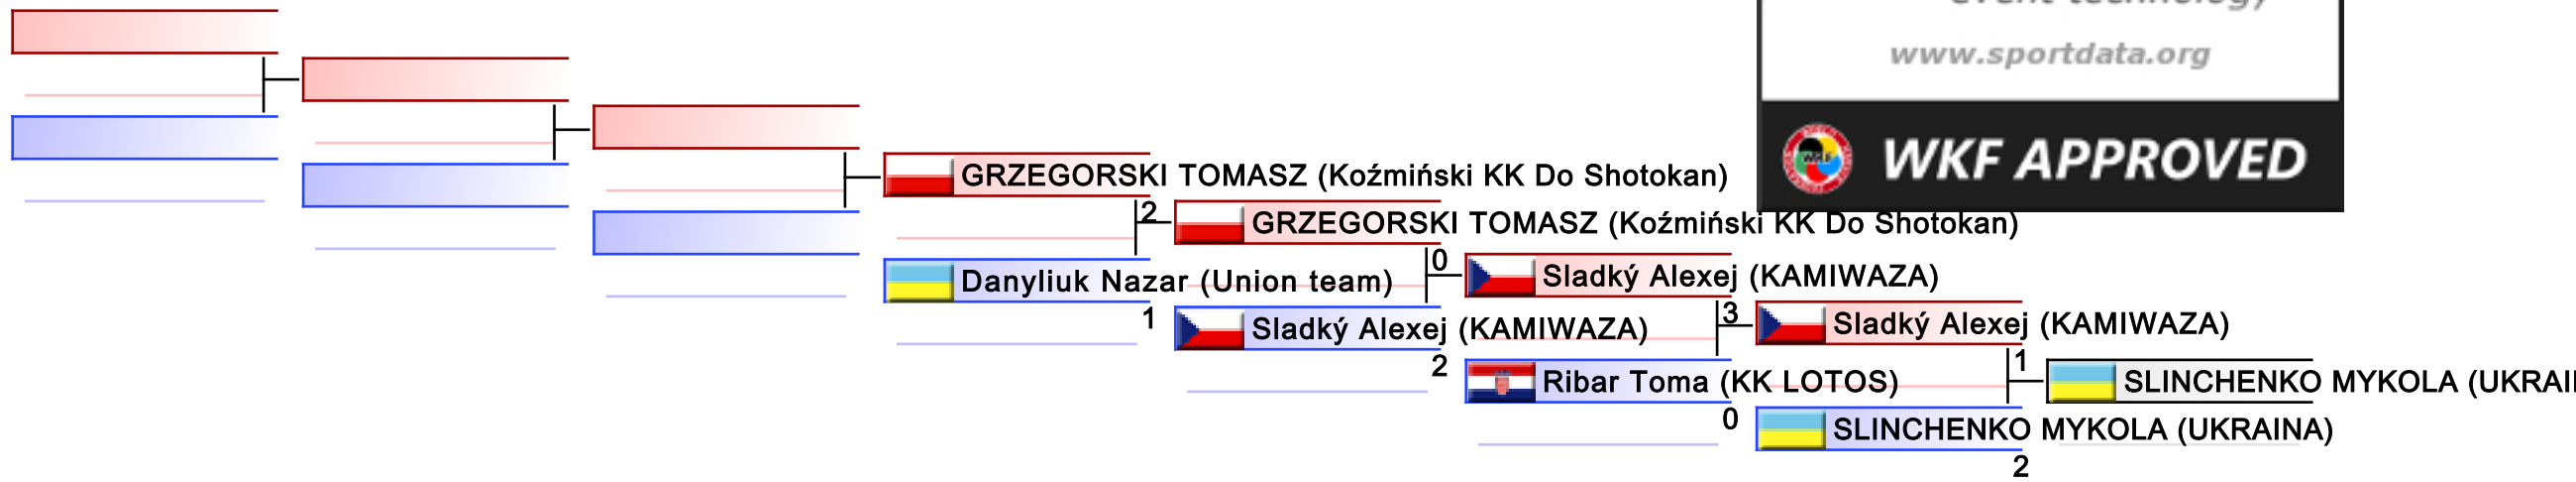 event technology
www.sportdata.org
WKF APPROVED
GRZEGORSKI TOMASZ (Koźmiński KK Do Shotokan)
2
GRZEGORSKI TOMASZ (Koźmiński KK Do Shotokan)
0
Sladký Alexej (KAMIWAZA)
Danyliuk Nazar (Union team)
1
Sladký Alexej (KAMIWAZA)
2
3
Sladký Alexej (KAMIWAZA)
1
Ribar Toma (KK LOTOS)
0
SLINCHENKO MYKOLA (UKRAI
SLINCHENKO MYKOLA (UKRAINA)
2